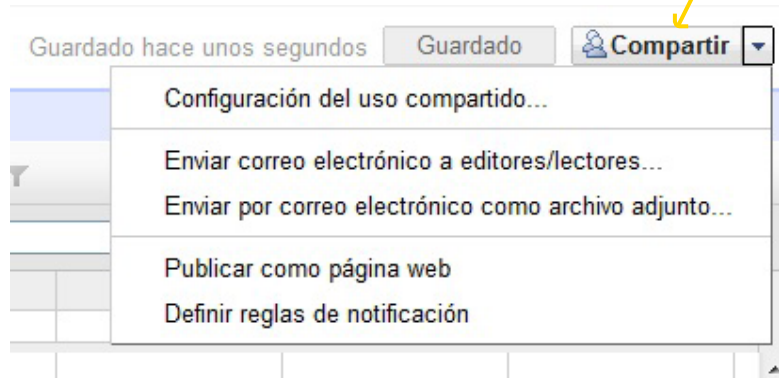 Guardado hace unos segundos Guardado Compartir
Configuración del uso compartido...
Enviar correo electrónico a editores/lectores...
Enviar por correo electrónico como archivo adjunto...
Publicar como página web
Definir reglas de notificación